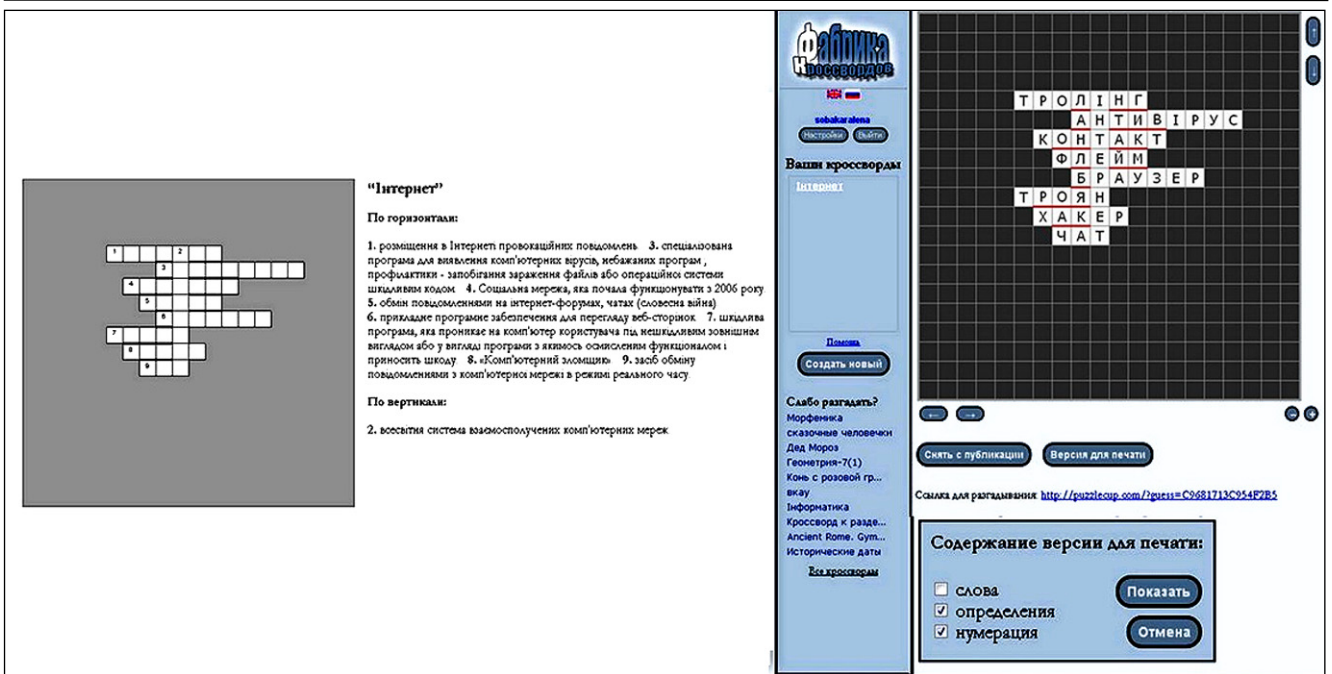 1 2
3
4
5
6
7
8
9
“Інтернет”
По горизонтали:
1. розміщення в Інтернеті провокаційних повідомлень 3. спеціалізована
програма для виявлення комп'ютерних вірусів, небажаних програм ,
профілактики - запобігання зараження файлів або операційної системи
шкідливим кодом 4. Соціальна мережа, яка почала функціонувати з 2006 року
5. обмін повідомленнями на інтернет-форумах, чатах (словесна війна)
6. прикладне програмне забезпечення для перегляду веб-сторінок 7. шкідлива
програма, яка проникає на комп'ютер користувача під нешкідливим зовнішнім
виглядом або у вигляді програми з якимось осмисленим функціоналом і
приносить шкоду 8. «Комп'ютерний зломщик» 9. засіб обміну
повідомленнями з комп'ютерної мережі в режимі реального часу
По вертикали:
2. всесвітня система взаємосполучених комп'ютерних мереж
Фабрика
кроссвордов
sobakaralena
Настройки Выйти
Ваши кроссворды
Інтернет
Помощь
Создать новый
Слабо разгадать?
Морфемика
сказочные человечки
Дед Мороз
Геометрия-7(1)
Конь с розовой гр...
вкау
Інформатика
Кроссворд к разде...
Ancient Rome. Gym...
Исторические даты
Все кроссворды
ТРОЛІНГ
АНТИВІРУС
КОНТАКТ
ФЛЕЙМ
БРАУЗЕР
ТРОЯН
ХАКЕР
ЧАТ
Снять с публикации Версия для печати
Ссылка для разгадывания: http://puzzlecup.com/?guess=C9681713C954F2B5
Содержание версии для печати:
слова
определения
нумерация
Показать
Отмена